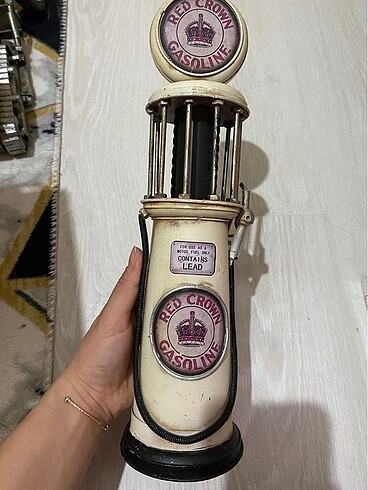 RED CROWN
GASOLINE
FOR USE AS A
MOTOR FUEL ONLY
CONTAINS
LEAD
RED CROWN
GASOLINE